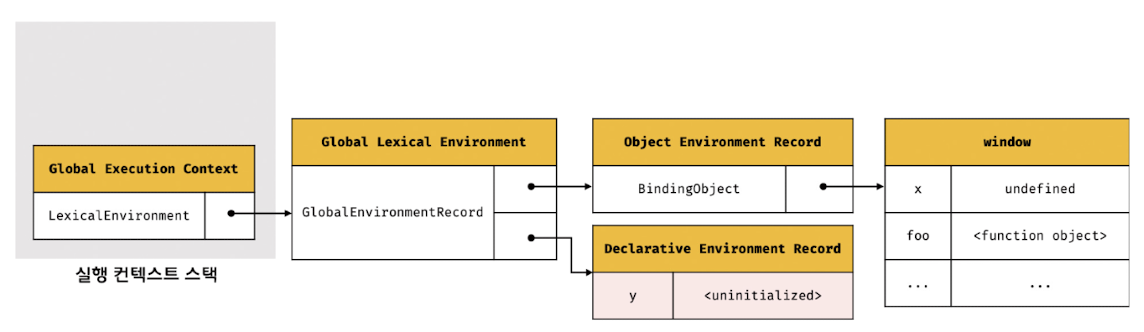 Global Execution Context
LexicalEnvironment
실행 컨텍스트 스택
Global Lexical Environment
GlobalEnvironmentRecord
Object Environment Record
BindingObject
Declarative Environment Record
y <uninitialized>
window
x undefined
foo <function object>
... ...